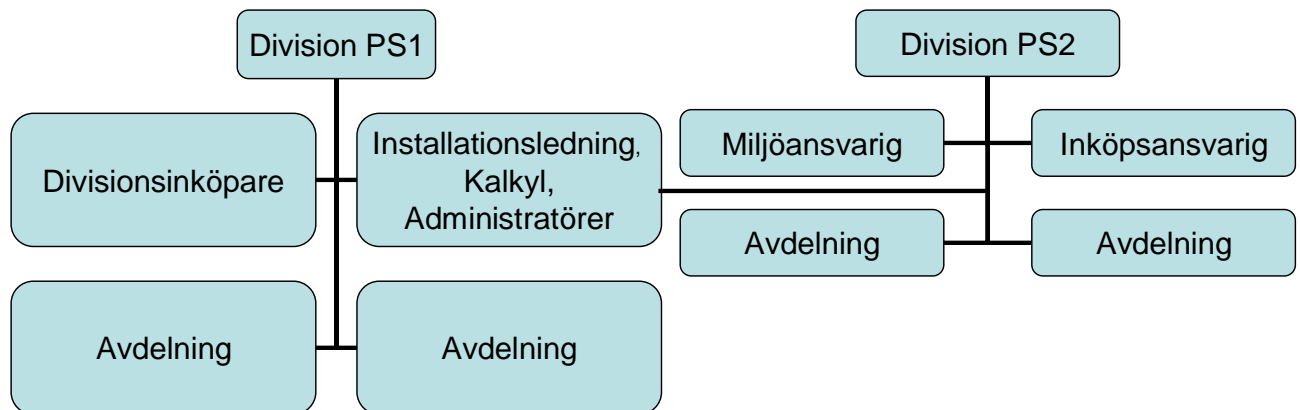 Division PS1
Division PS2
Divisionsinköpare
Installationsledning,
Kalkyl,
Administratörer
Miljöansvarig
Inköpsansvarig
Avdelning
Avdelning
Avdelning
Avdelning